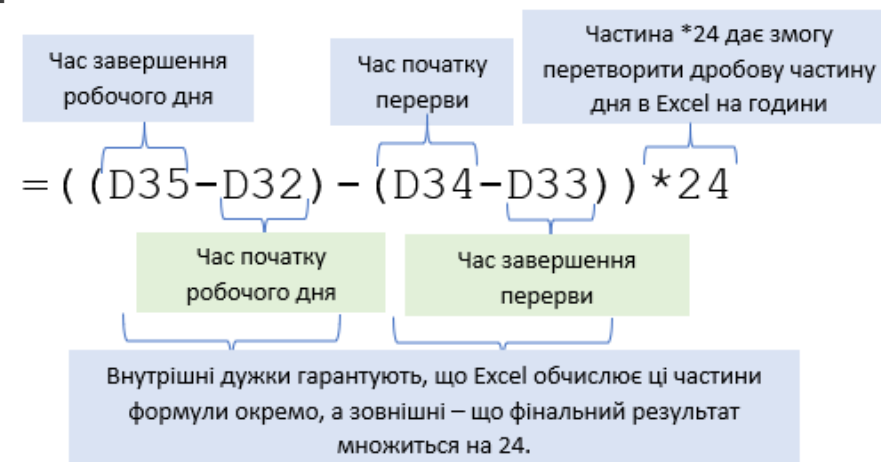 Час завершення
робочого дня
Час початку
перерви
Частина *24 дає змогу
перетворити дробову частину
дня в Excel на години
=((D35-D32)-(D34-D33))*24
Час початку
робочого дня
Час завершення
перерви
Внутрішні дужки гарантують, що Excel обчислює ці частини
формули окремо, а зовнішні – що фінальний результат
множиться на 24.